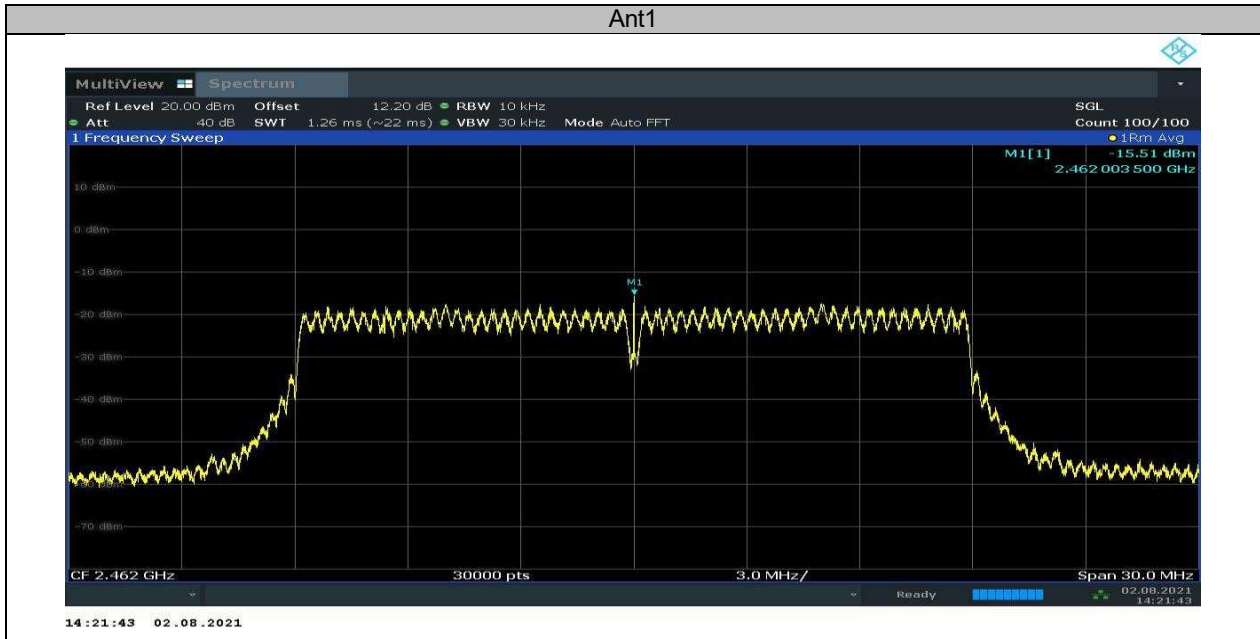 Ant1
R&S
MultiView Spectrum
Ref Level 20.00 dBm Offset 12.20 dB RBW 10 kHz SGL
Att 40 dB SWT 1.26 ms (~22 ms) VBW 30 kHz Mode Auto FFT Count 100/100
1 Frequency Sweep 1Rm Avg
M1[1] -15.51 dBm
2.462 003 500 GHz
10 dBm
0 dBm
-10 dBm
M1
-20 dBm
-30 dBm
-40 dBm
-50 dBm
-60 dBm
-70 dBm
CF 2.462 GHz 30000 pts 3.0 MHz/ Span 30.0 MHz
Ready 02.08.2021
14:21:43
14:21:43 02.08.2021